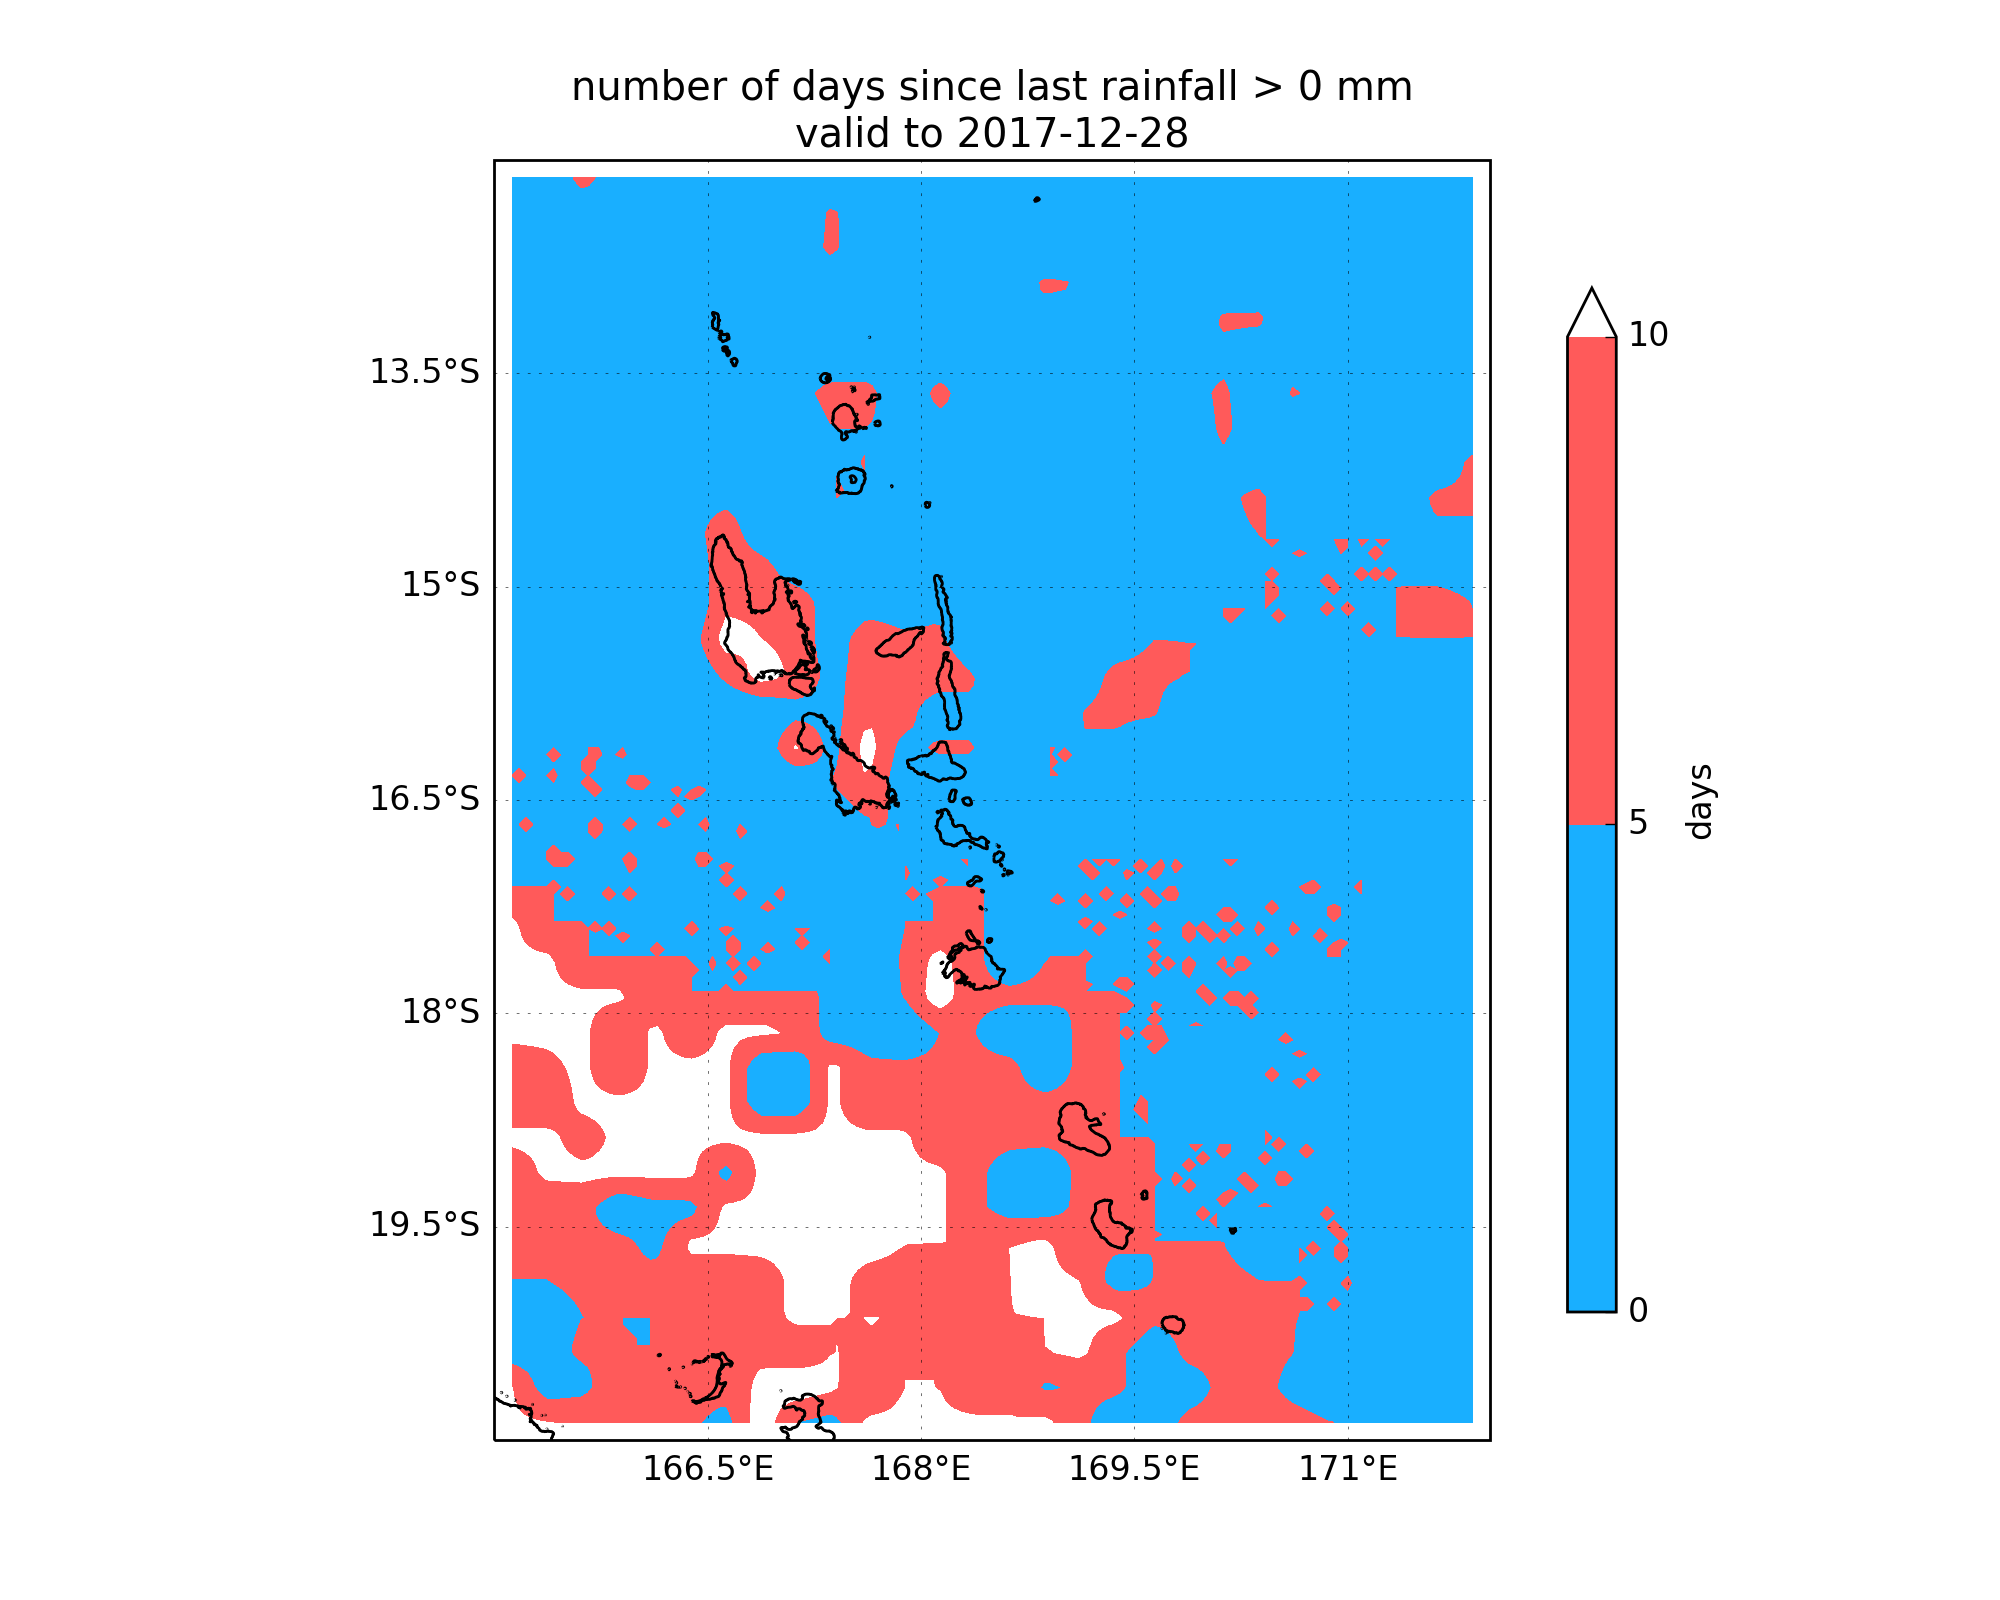 number of days since last rainfall > 0 mm
valid to 2017-12-28
13.5°S
15°S
16.5°S
18°S
19.5°S
166.5°E
168°E
169.5°E
171°E
10
5
0
days